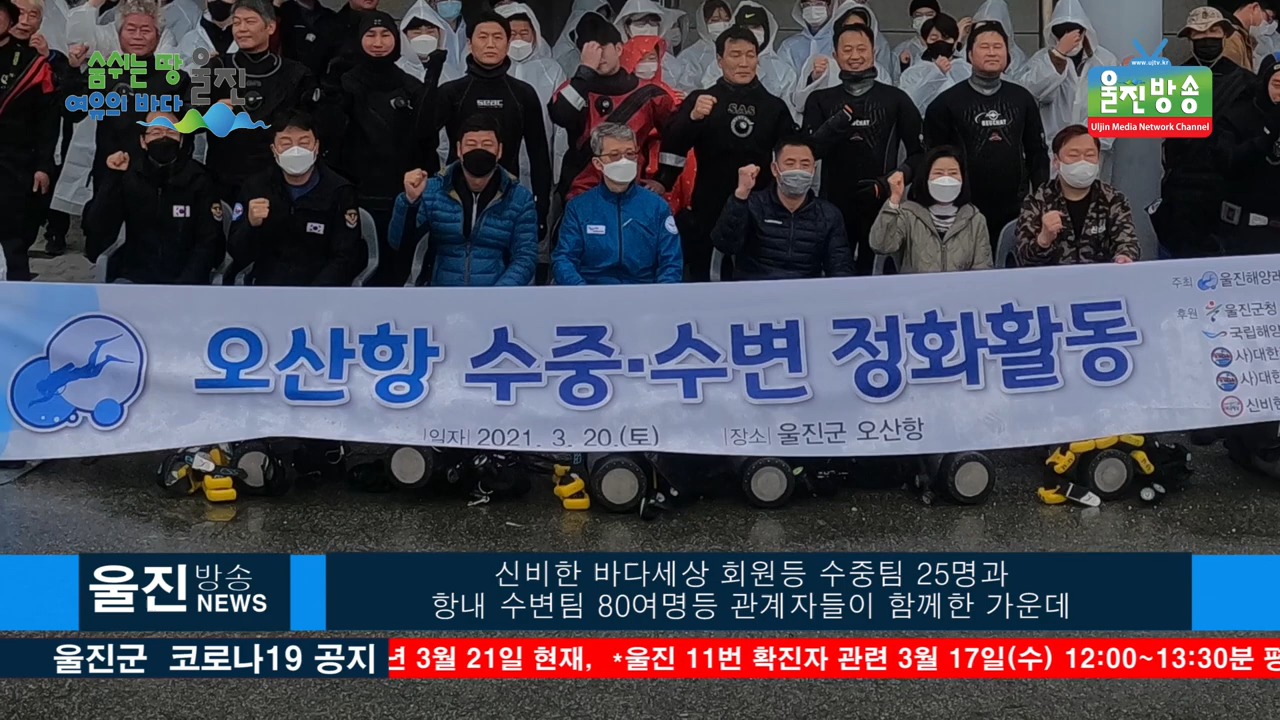 숨쉬는 땅
여유의 바다
울진
www.ujtv.kr
울진방송
Uljin Media Network Channel
SEAC
S.A.S
BEUCHAT
주최 울진해양레
오산항 수중·수변 정화활동
후원 울진군청
국립해양
사)대한
사)대한
신비한
일자 2021. 3. 20.(토) 장소 울진군 오산항
울진방송 NEWS
신비한 바다세상 회원등 수중팀 25명과
항내 수변팀 80여명등 관계자들이 함께한 가운데
울진군 코로나19 공지
년 3월 21일 현재, *울진 11번 확진자 관련 3월 17일(수) 12:00~13:30분 평